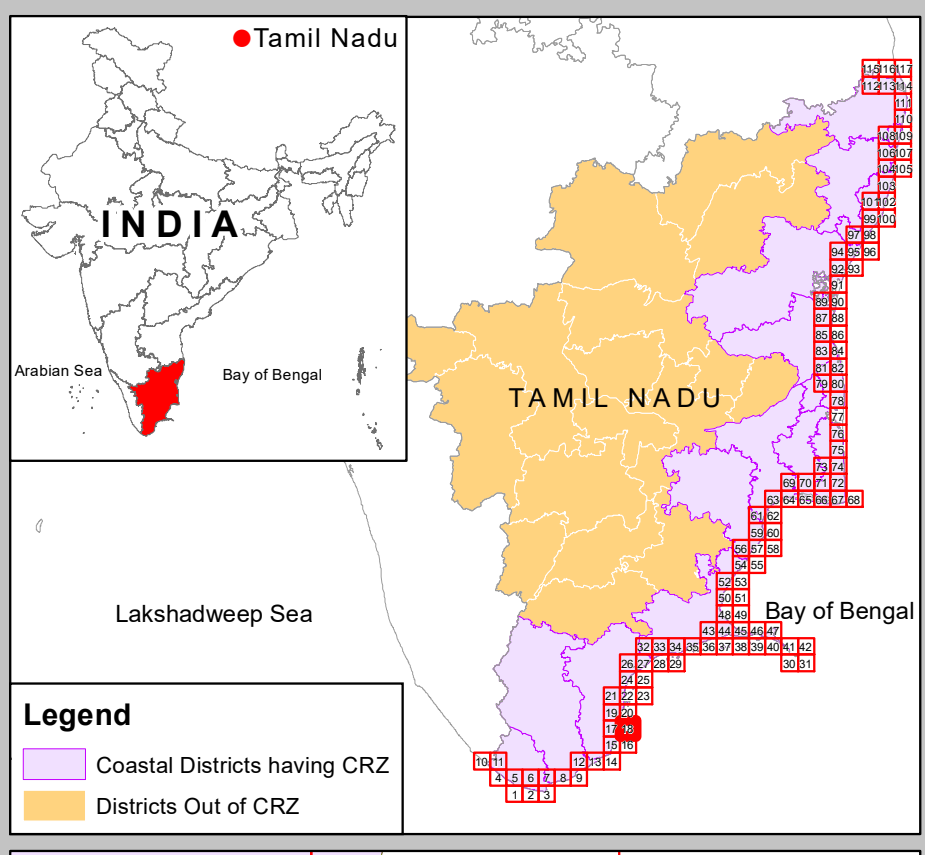 Tamil Nadu
INDIA
Arabian Sea
Bay of Bengal
115 116 117
112 113 114
111
110
108 109
106 107
104 105
103
101 102
99 100
97 98
94 95 96
92 93
91
89 90
87 88
85 86
83 84
81 82
79 80
TAMIL NADU
78
77
76
75
73 74
69 70 71 72
63 64 65 66 67 68
61 62
59 60
56 57 58
54 55
52 53
50 51
48 49
Lakshadweep Sea
Bay of Bengal
43 44 45 46 47
32 33 34 35 36 37 38 39 40 41 42
26 27 28 29 30 31
24 25
21 22 23
19 20
17 18
15 16
10 11 12 13 14
4 5 6 7 8 9
1 2 3
Legend
Coastal Districts having CRZ
Districts Out of CRZ